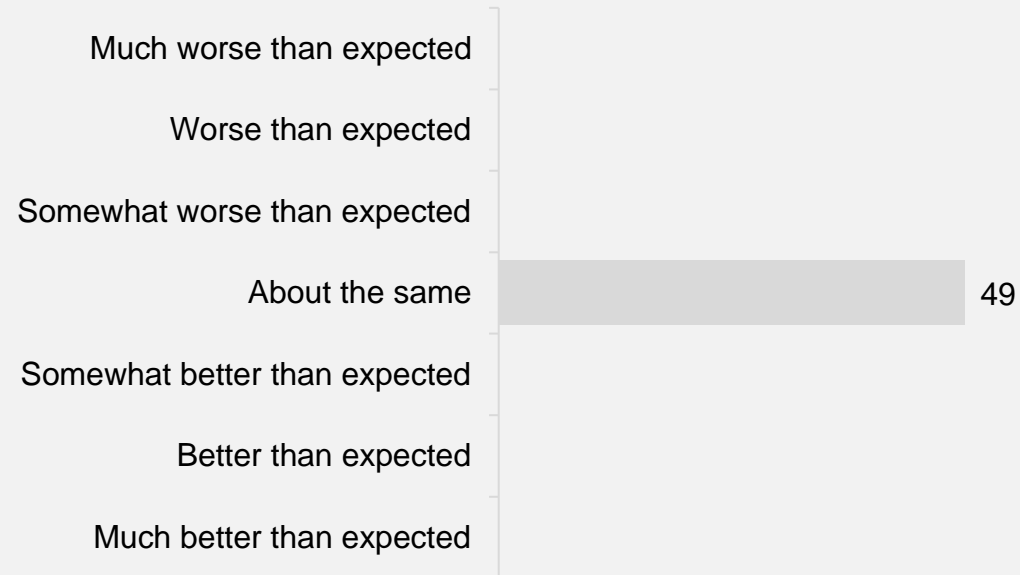 Much worse than expected
Worse than expected
Somewhat worse than expected
About the same 49
Somewhat better than expected
Better than expected
Much better than expected